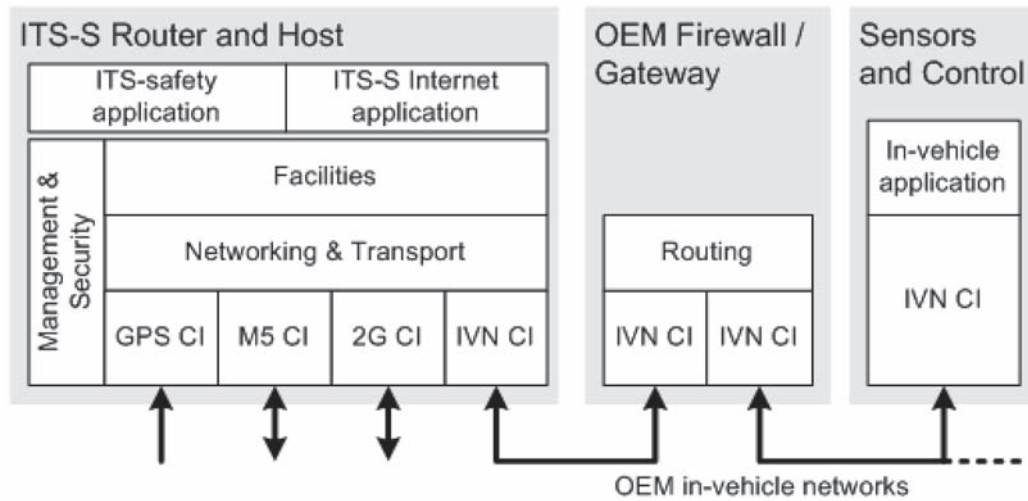 ITS-S Router and Host
ITS-safety
application
ITS-S Internet
application
Management &
Security
Facilities
Networking & Transport
GPS CI
M5 CI
2G CI
IVN CI
OEM Firewall /
Gateway
Routing
IVN CI
IVN CI
Sensors
and Control
In-vehicle
application
IVN CI
OEM in-vehicle networks